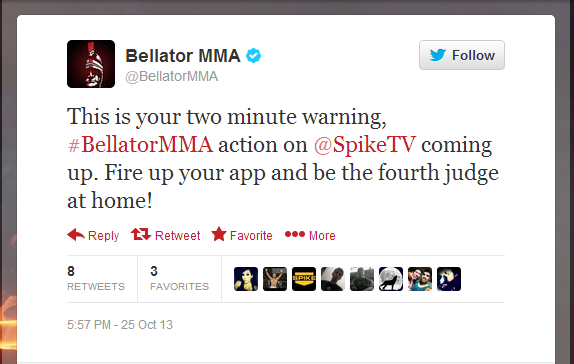 Bellator MMA
@BellatorMMA
Follow
This is your two minute warning,
#BellatorMMA action on @SpikeTV coming
up. Fire up your app and be the fourth judge
at home!
Reply Retweet Favorite More
8 3
RETWEETS FAVORITES
SPIKE
5:57 PM - 25 Oct 13